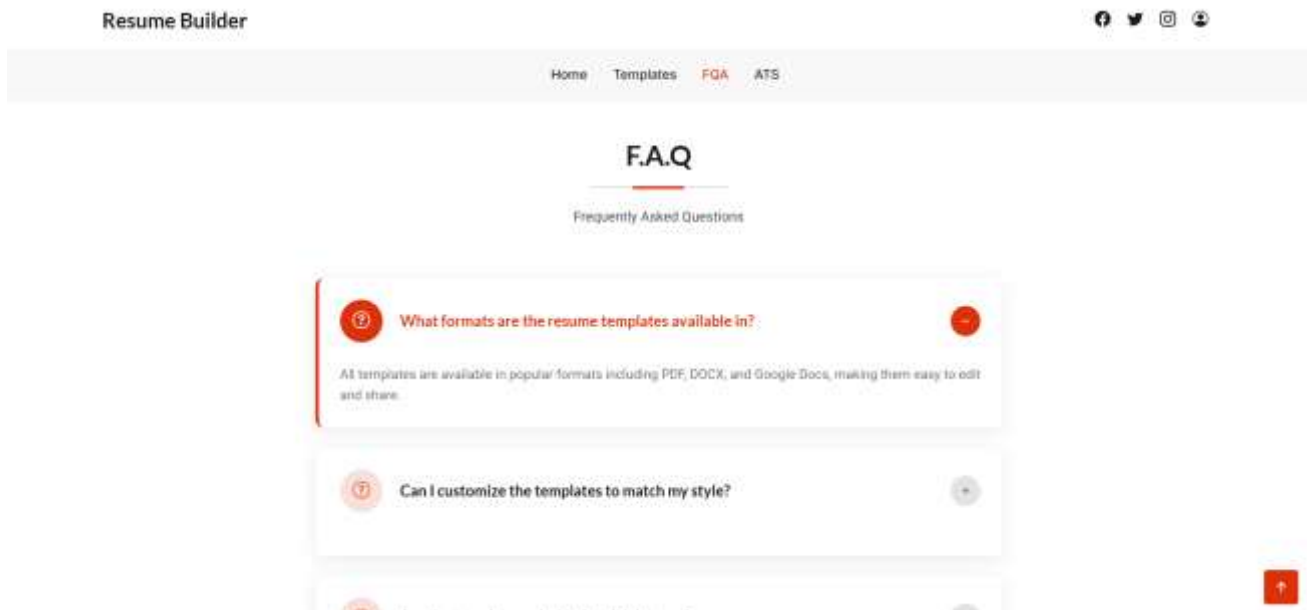 Resume Builder
Home Templates FQA ATS
F.A.Q
Frequently Asked Questions
What formats are the resume templates available in?
All templates are available in popular formats including PDF, DOCX, and Google Docs, making them easy to edit
and share.
Can I customize the templates to match my style?